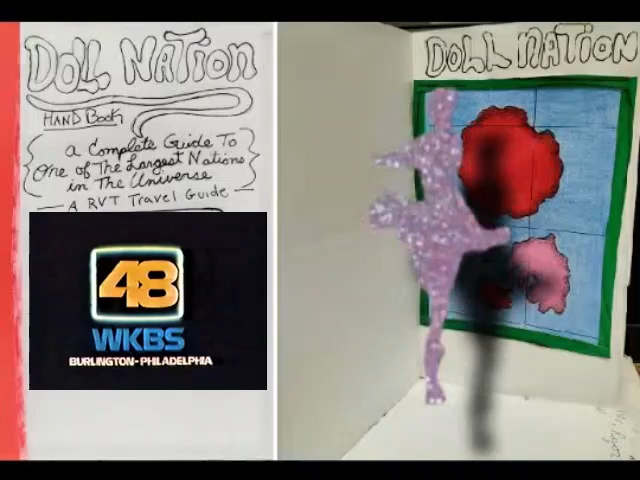 DOLL NATION
HAND Book
a Complete Guide To
One of The Largest Nations
in The Universe
— A RVT Travel Guide —
48
WKBS
BURLINGTON-PHILADELPHIA
DOLL NATION